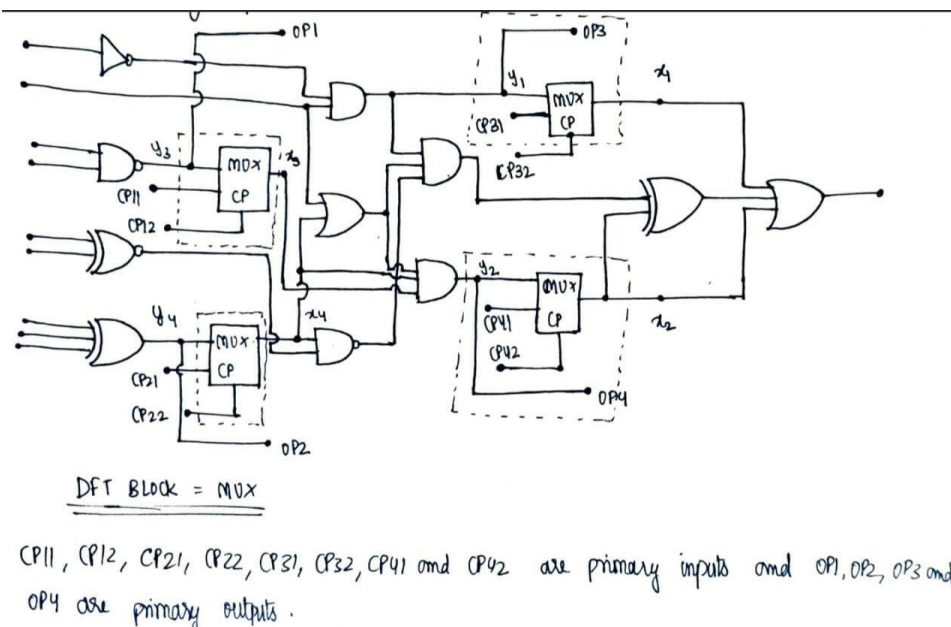 OP1
OP3
y1
x1
MUX
CP
CP31
CP32
y3
MUX
x3
CP
CP11
CP12
y2
MUX
CP
CP41
CP42
x2
OP4
y4
x4
MUX
CP
CP21
CP22
OP2
DFT BLOCK = MUX
CP11, CP12, CP21, CP22, CP31, CP32, CP41 and CP42 are primary inputs and OP1, OP2, OP3 and
OP4 are primary outputs.